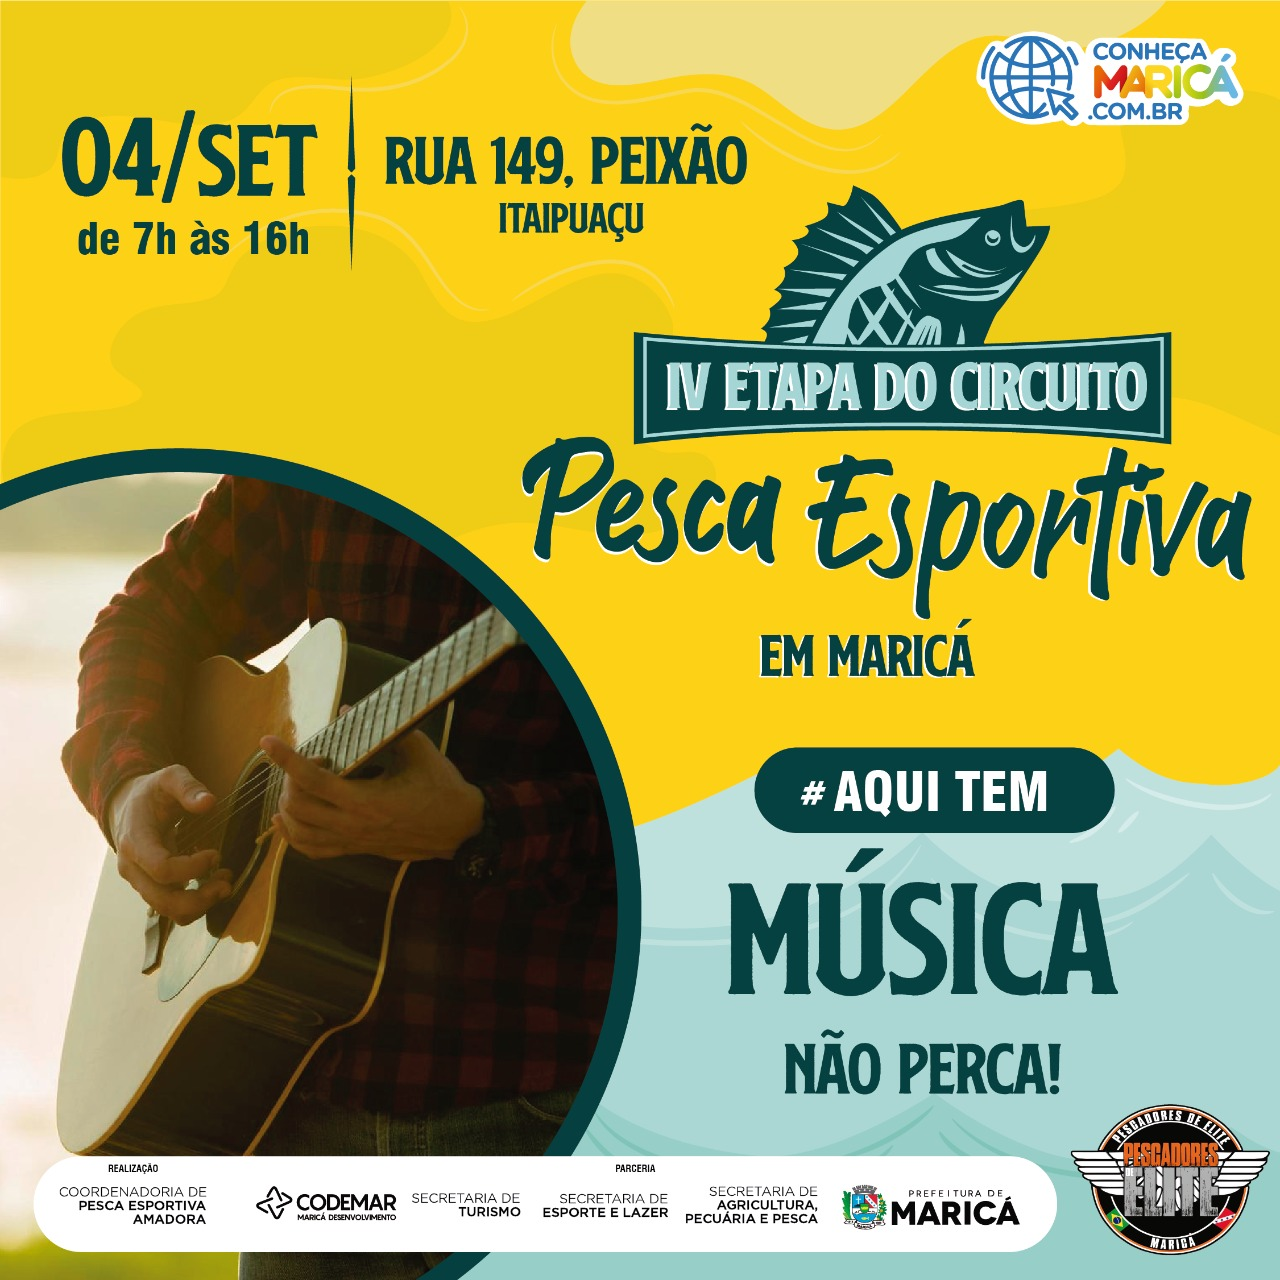 CONHEÇA
MARICÁ
.COM.BR
04/SET
de 7h às 16h
RUA 149, PEIXÃO
ITAIPUAÇU
IV ETAPA DO CIRCUITO
Pesca Esportiva
EM MARICÁ
# AQUI TEM
MÚSICA
NÃO PERCA!
REALIZAÇÃO
COORDENADORIA DE
PESCA ESPORTIVA
AMADORA
CODEMAR
MARICÁ DESENVOLVIMENTO
PARCERIA
SECRETARIA DE
TURISMO
SECRETARIA DE
ESPORTE E LAZER
SECRETARIA DE
AGRICULTURA,
PECUÁRIA E PESCA
PREFEITURA DE
MARICÁ
PESCADORES DE ELITE
PESCADORES
ELITE
MARICÁ